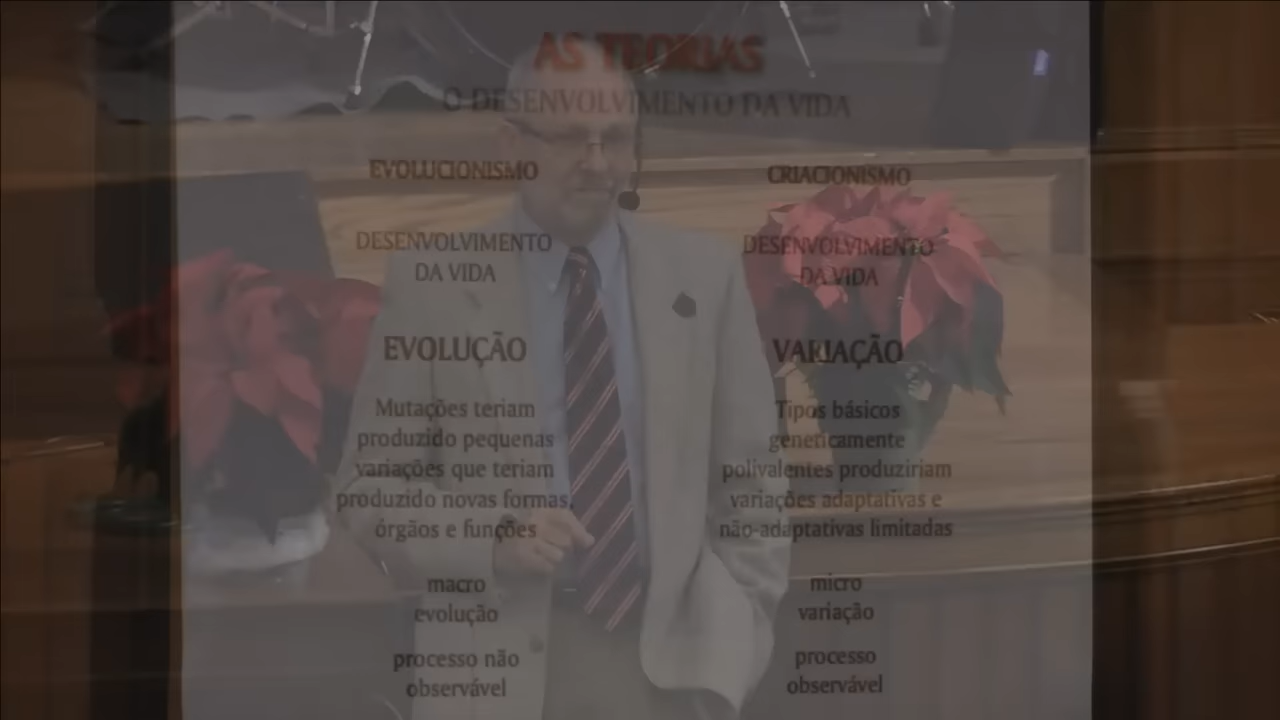 AS TEORIAS
O DESENVOLVIMENTO DA VIDA
EVOLUCIONISMO
DESENVOLVIMENTO
DA VIDA
EVOLUÇÃO
Mutações teriam
produzido pequenas
variações que teriam
produzido novas formas,
órgãos e funções
macro
evolução
processo não
observável
CRIACIONISMO
DESENVOLVIMENTO
DA VIDA
VARIAÇÃO
Tipos básicos
genericamente
polivalentes produziriam
variações adaptativas e
não-adaptativas limitadas
micro
variação
processo
observável